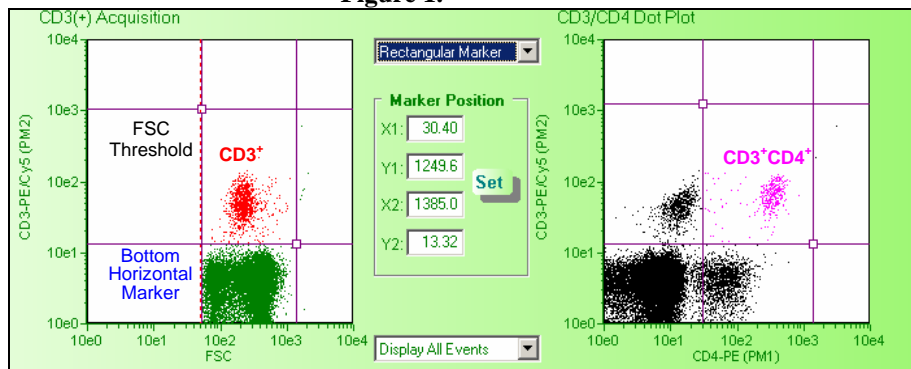 Figure 1.
CD3(+) Acquisition
10e4
10e3
10e2
10e1
10e0
CD3-PE/Cy5 (PM2)
FSC
Threshold
CD3+
Bottom
Horizontal
Marker
10e0 10e1 10e2 10e3 10e4
FSC
Rectangular Marker
Marker Position
X1: 30.40
Y1: 1249.6
X2: 1385.0
Y2: 13.32
Set
Display All Events
CD3/CD4 Dot Plot
10e4
10e3
10e2
10e1
10e0
CD3-PE/Cy5 (PM2)
CD3+CD4+
10e0 10e1 10e2 10e3 10e4
CD4-PE (PM1)